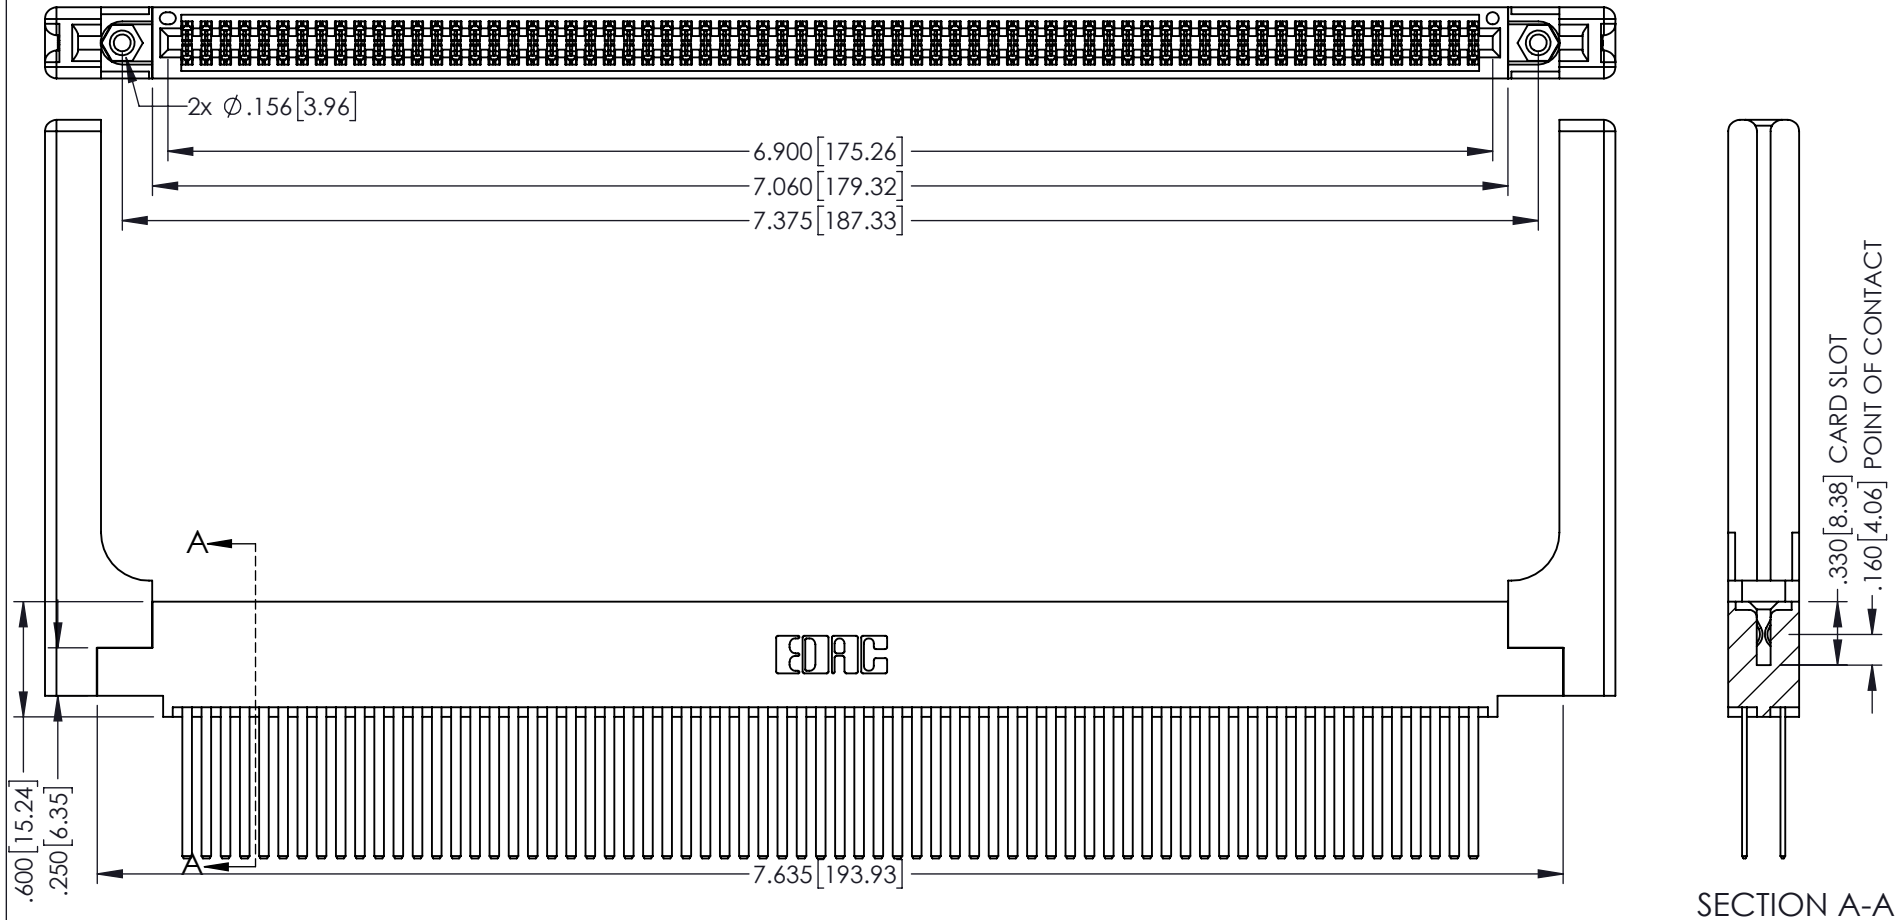 2x ∅.156[3.96]
6.900[175.26]
7.060[179.32]
7.375[187.33]
.330[8.38] CARD SLOT
.160[4.06] POINT OF CONTACT
A
EDAC
.600[15.24]
.250[6.35]
A
7.635[193.93]
SECTION A-A